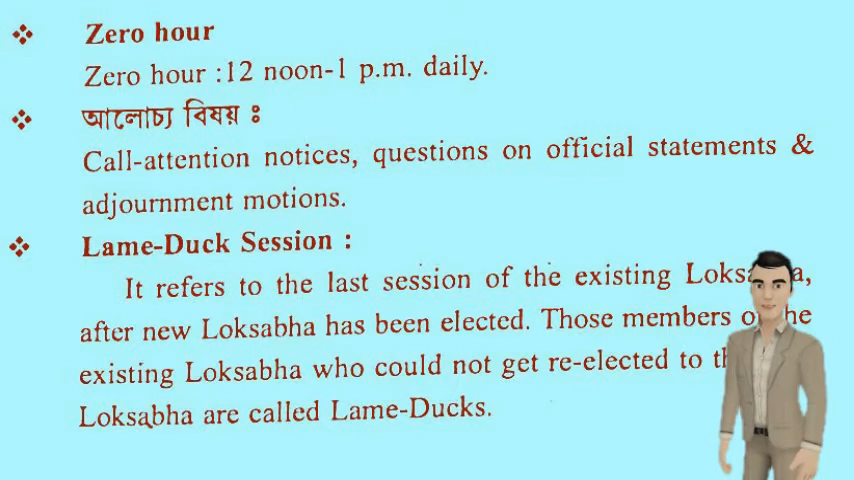 Zero hour
Zero hour :12 noon-1 p.m. daily.
আলোচ্য বিষয় ঃ
Call-attention notices, questions on official statements &
adjournment motions.
Lame-Duck Session :
It refers to the last session of the existing
after new Loksabha has been elected. Those members
existing Loksabha who could not get re-elected to
Loksabha are called Lame-Ducks.